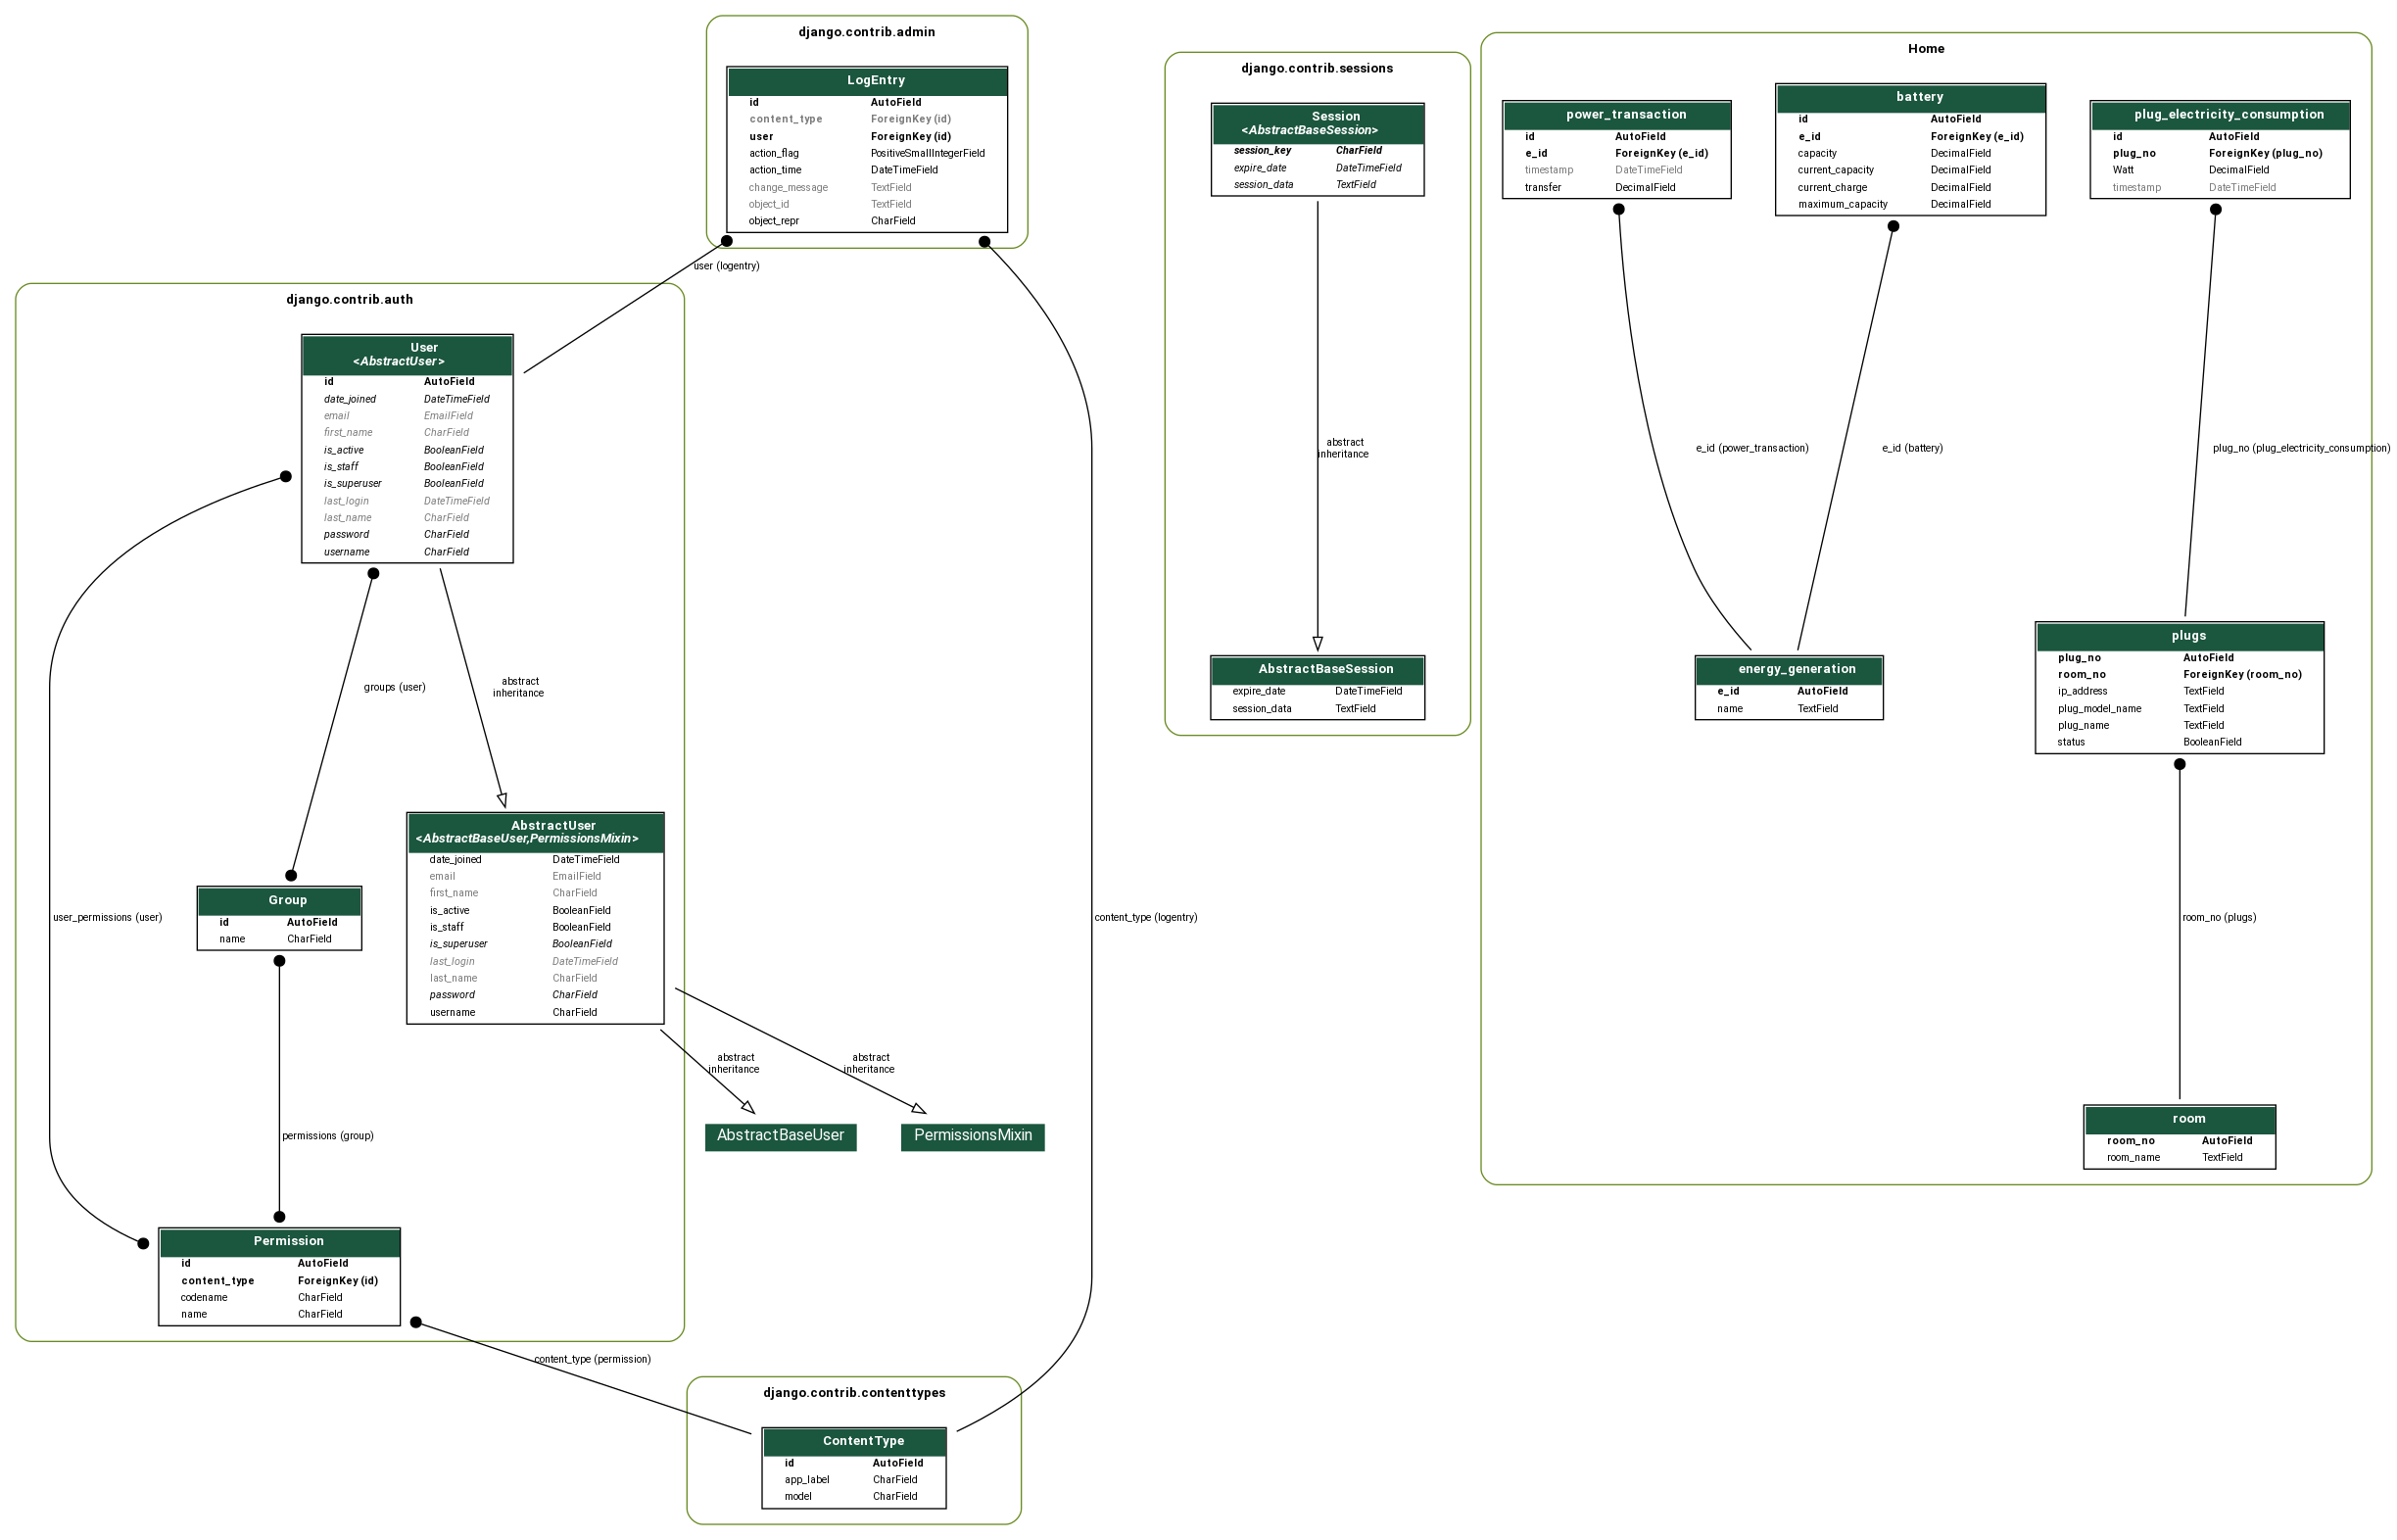 django.contrib.admin
LogEntry
id AutoField
content_type ForeignKey (id)
user ForeignKey (id)
action_flag PositiveSmallIntegerField
action_time DateTimeField
change_message TextField
object_id TextField
object_repr CharField
user (logentry)
django.contrib.auth
User
<AbstractUser>
id AutoField
date_joined DateTimeField
email EmailField
first_name CharField
is_active BooleanField
is_staff BooleanField
is_superuser BooleanField
last_login DateTimeField
last_name CharField
password CharField
username CharField
groups (user)
abstract
inheritance
AbstractUser
<AbstractBaseUser,PermissionsMixin>
date_joined DateTimeField
email EmailField
first_name CharField
is_active BooleanField
is_staff BooleanField
is_superuser BooleanField
last_login DateTimeField
last_name CharField
password CharField
username CharField
Group
id AutoField
name CharField
user_permissions (user)
permissions (group)
abstract
inheritance
abstract
inheritance
AbstractBaseUser
PermissionsMixin
Permission
id AutoField
content_type ForeignKey (id)
codename CharField
name CharField
content_type (permission)
content_type (logentry)
django.contrib.contenttypes
ContentType
id AutoField
app_label CharField
model CharField
django.contrib.sessions
Session
<AbstractBaseSession>
session_key CharField
expire_date DateTimeField
session_data TextField
abstract
inheritance
AbstractBaseSession
expire_date DateTimeField
session_data TextField
Home
power_transaction
id AutoField
e_id ForeignKey (e_id)
timestamp DateTimeField
transfer DecimalField
battery
id AutoField
e_id ForeignKey (e_id)
capacity DecimalField
current_capacity DecimalField
current_charge DecimalField
maximum_capacity DecimalField
plug_electricity_consumption
id AutoField
plug_no ForeignKey (plug_no)
Watt DecimalField
timestamp DateTimeField
e_id (power_transaction)
e_id (battery)
plug_no (plug_electricity_consumption)
energy_generation
e_id AutoField
name TextField
plugs
plug_no AutoField
room_no ForeignKey (room_no)
ip_address TextField
plug_model_name TextField
plug_name TextField
status BooleanField
room_no (plugs)
room
room_no AutoField
room_name TextField